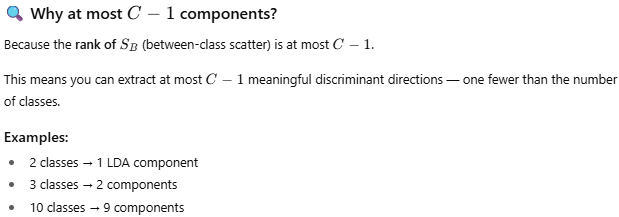 🔍 Why at most C − 1 components?
Because the rank of S_B (between-class scatter) is at most C − 1.
This means you can extract at most C − 1 meaningful discriminant directions — one fewer than the number
of classes.
Examples:
• 2 classes → 1 LDA component
• 3 classes → 2 components
• 10 classes → 9 components